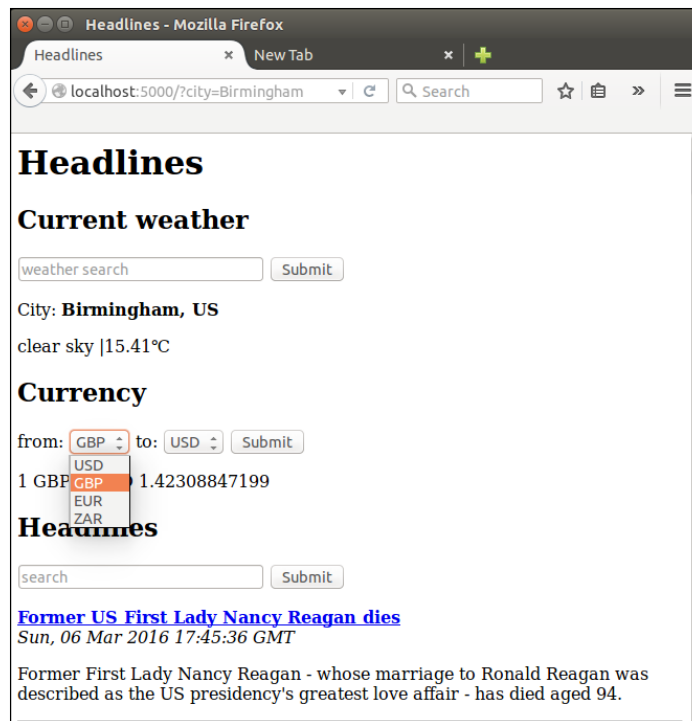 Headlines - Mozilla Firefox
Headlines × New Tab ×
localhost:5000/?city=Birmingham Search
Headlines
Current weather
weather search Submit
City: Birmingham, US
clear sky |15.41℃
Currency
from: GBP to: USD Submit
USD
1 GBP 1.42308847199
GBP
EUR
ZAR
Headlines
search Submit
Former US First Lady Nancy Reagan dies
Sun, 06 Mar 2016 17:45:36 GMT
Former First Lady Nancy Reagan - whose marriage to Ronald Reagan was
described as the US presidency's greatest love affair - has died aged 94.